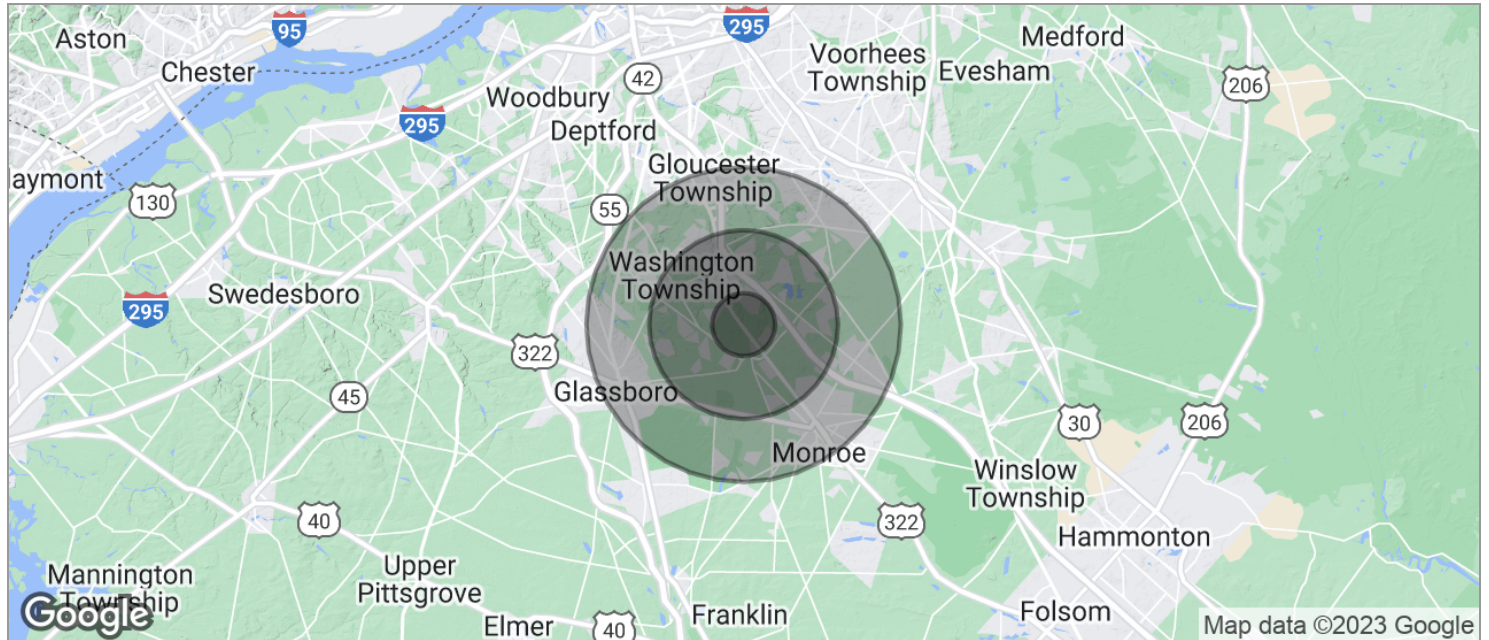 95
295
Aston
Medford
Voorhees
Township
Evesham
Chester
42
206
Woodbury
295
Deptford
Gloucester
Township
aymont
130
55
Washington
Township
Swedesboro
295
322
Glassboro
45
30
206
Monroe
Winslow
Township
40
322
Hammonton
Upper
Pittsgrove
Mannington
Township
Google
Elmer
40
Franklin
Folsom
Map data ©2023 Google